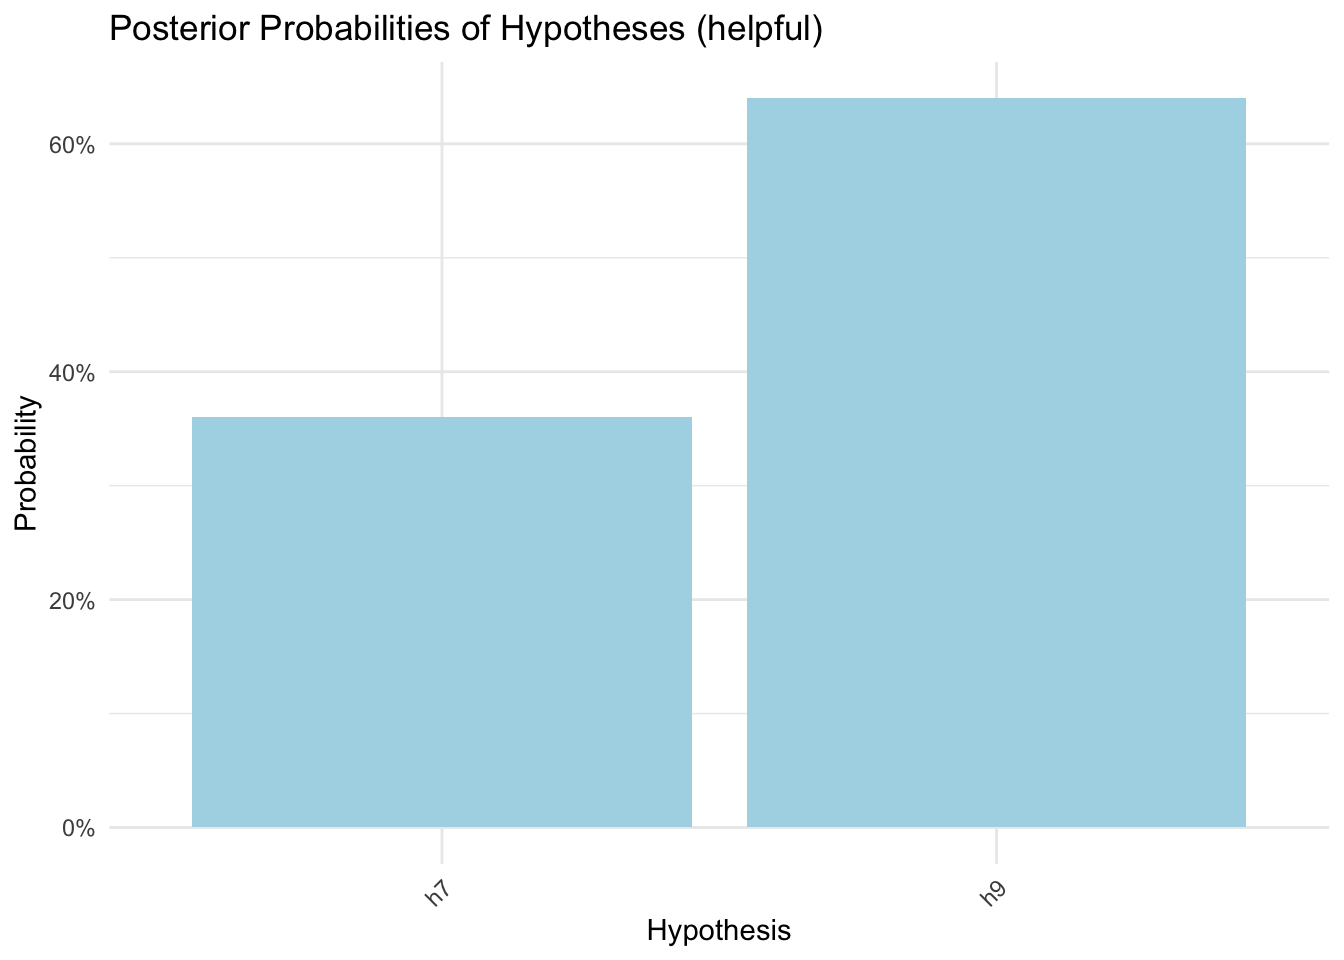 Posterior Probabilities of Hypotheses (helpful)
60%
40%
20%
0%
Probability
h7
h9
Hypothesis